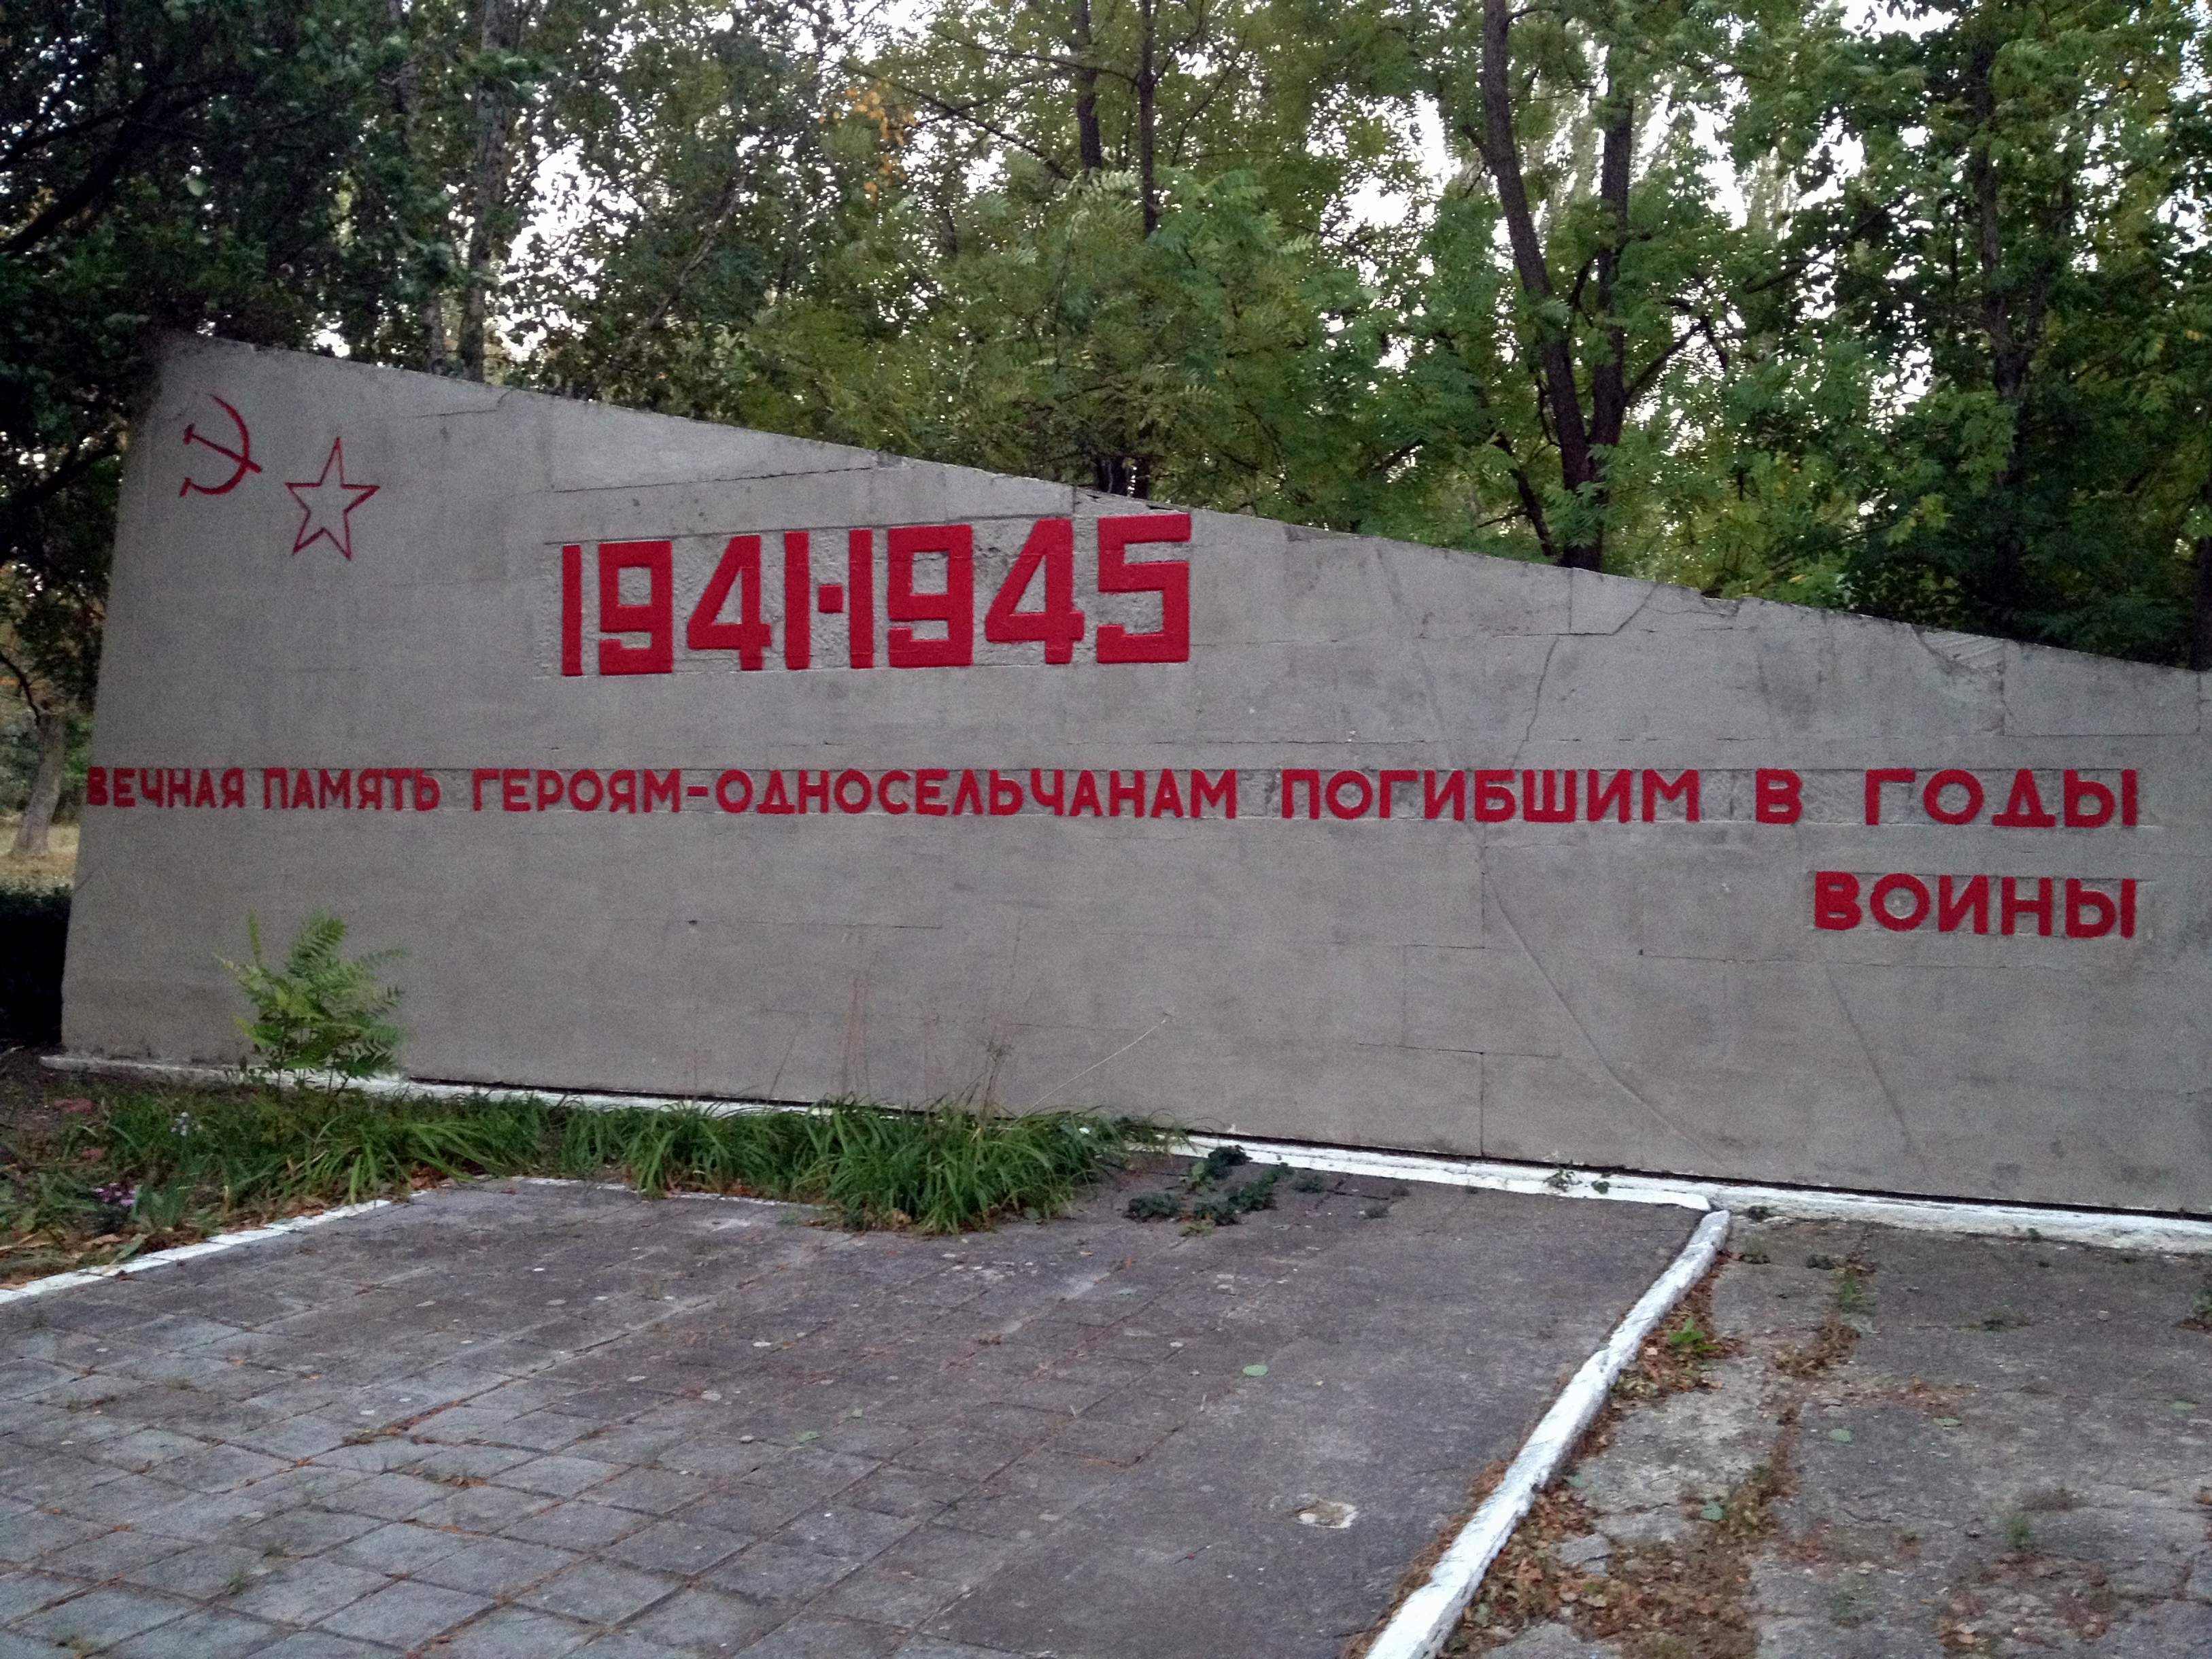 1941-1945
ВЕЧНАЯ ПАМЯТЬ ГЕРОЯМ-ОДНОСЕЛЬЧАНАМ ПОГИБШИМ В ГОДЫ
ВОИНЫ